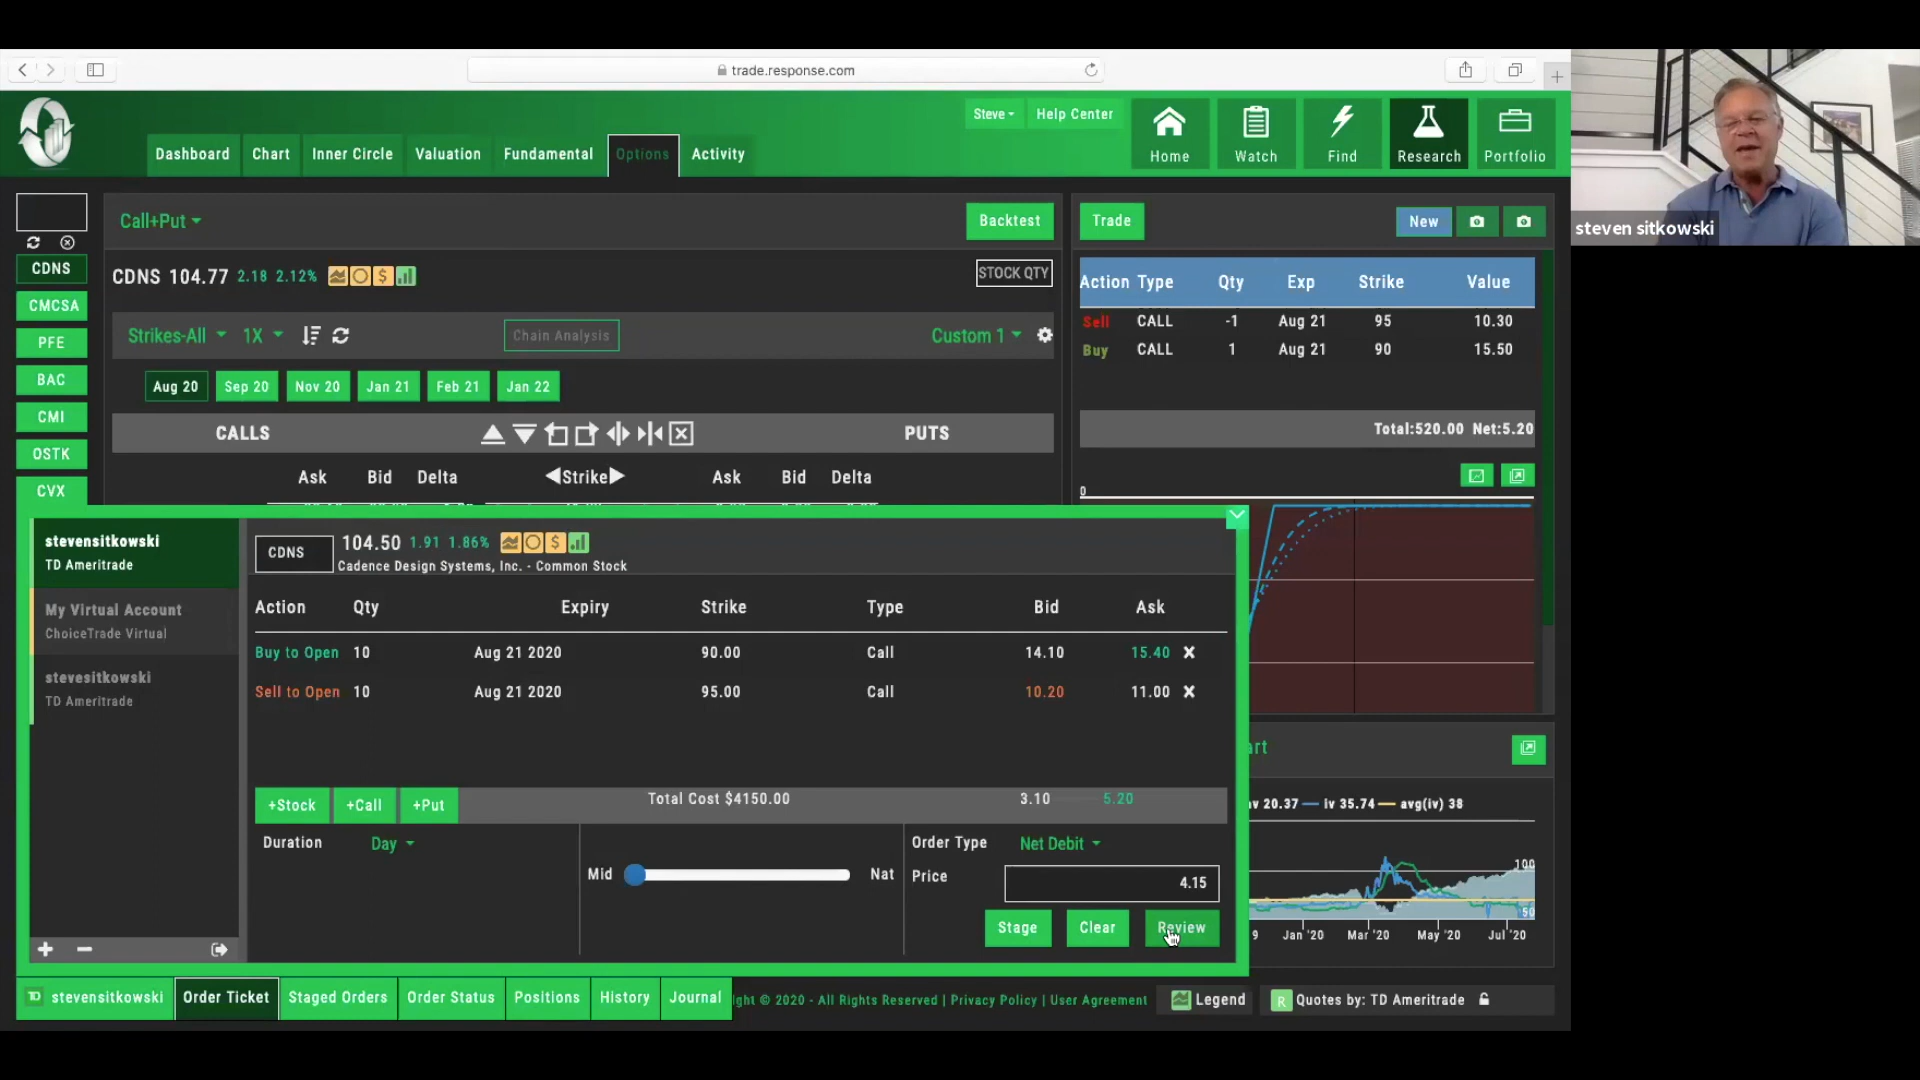 trade.response.com
Steve
Help Center
Home
Watch
Find
Research
Portfolio
Dashboard
Chart
Inner Circle
Valuation
Fundamental
Options
Activity
steven sitkowski
CDNS
CMCSA
PFE
BAC
CMI
OSTK
CVX
Call+Put
Backtest
CDNS 104.77 2.18 2.12% $
STOCK QTY
Strikes-All 1X
Chain Analysis
Custom 1
Aug 20 Sep 20 Nov 20 Jan 21 Feb 21 Jan 22
CALLS PUTS
Ask Bid Delta Strike Ask Bid Delta
Trade
New
Action Type Qty Exp Strike Value
Sell CALL -1 Aug 21 95 10.30
Buy CALL 1 Aug 21 90 15.50
Total:520.00 Net:5.20
0
stevensitkowski
TD Ameritrade
My Virtual Account
ChoiceTrade Virtual
stevesitkowski
TD Ameritrade
CDNS 104.50 1.91 1.86% $
Cadence Design Systems, Inc. - Common Stock
Action Qty Expiry Strike Type Bid Ask
Buy to Open 10 Aug 21 2020 90.00 Call 14.10 15.40
Sell to Open 10 Aug 21 2020 95.00 Call 10.20 11.00
+Stock +Call +Put Total Cost $4150.00 3.10 5.20
Duration Day
Mid Nat
Order Type Net Debit
Price 4.15
Stage Clear Review
art
v 20.37 iv 35.74 avg(iv) 38
100
50
9 Jan '20 Mar '20 May '20 Jul '20
stevensitkowski
Order Ticket
Staged Orders
Order Status
Positions
History
Journal
ght © 2020 - All Rights Reserved | Privacy Policy | User Agreement
Legend
R Quotes by: TD Ameritrade